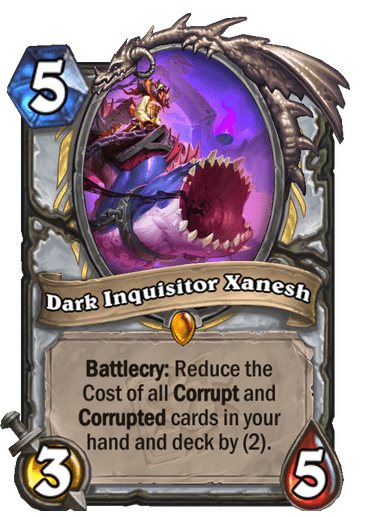 5
Dark Inquisitor Xanesh
Battlecry: Reduce the
Cost of all Corrupt and
Corrupted cards in your
hand and deck by (2).
3
5